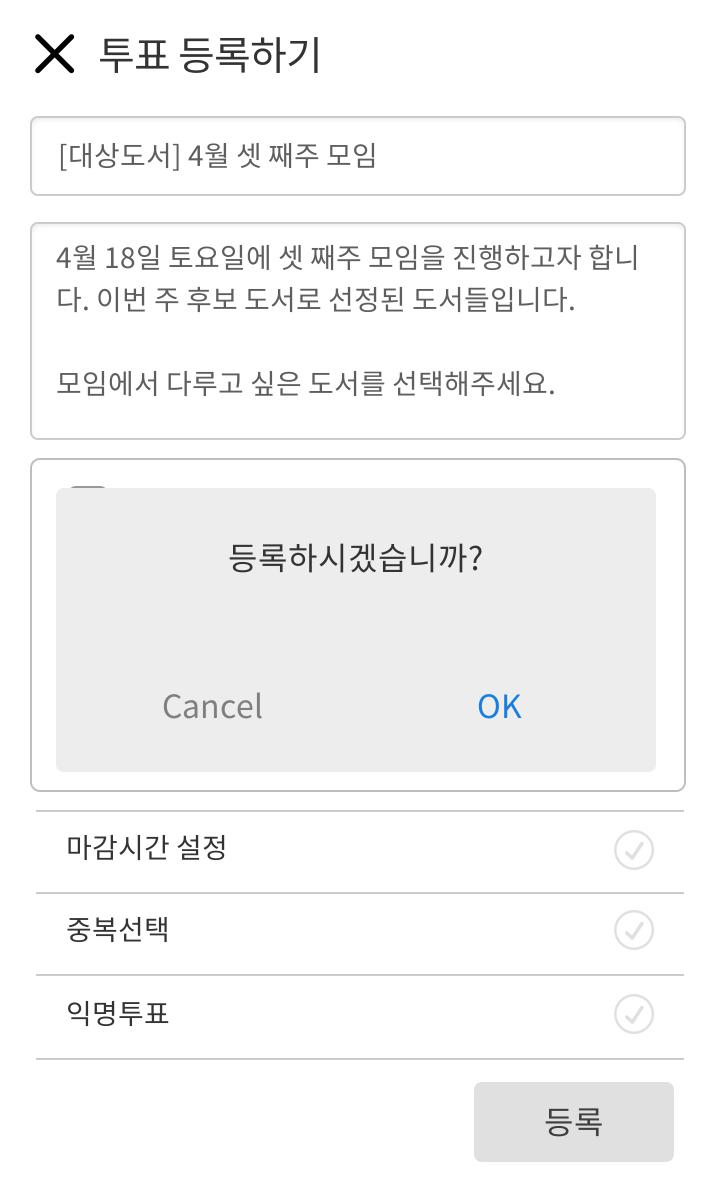 투표 등록하기
[대상도서] 4월 셋 째주 모임
4월 18일 토요일에 셋 째주 모임을 진행하고자 합니
다. 이번 주 후보 도서로 선정된 도서들입니다.
모임에서 다루고 싶은 도서를 선택해주세요.
등록하시겠습니까?
Cancel OK
마감시간 설정
중복선택
익명투표
등록